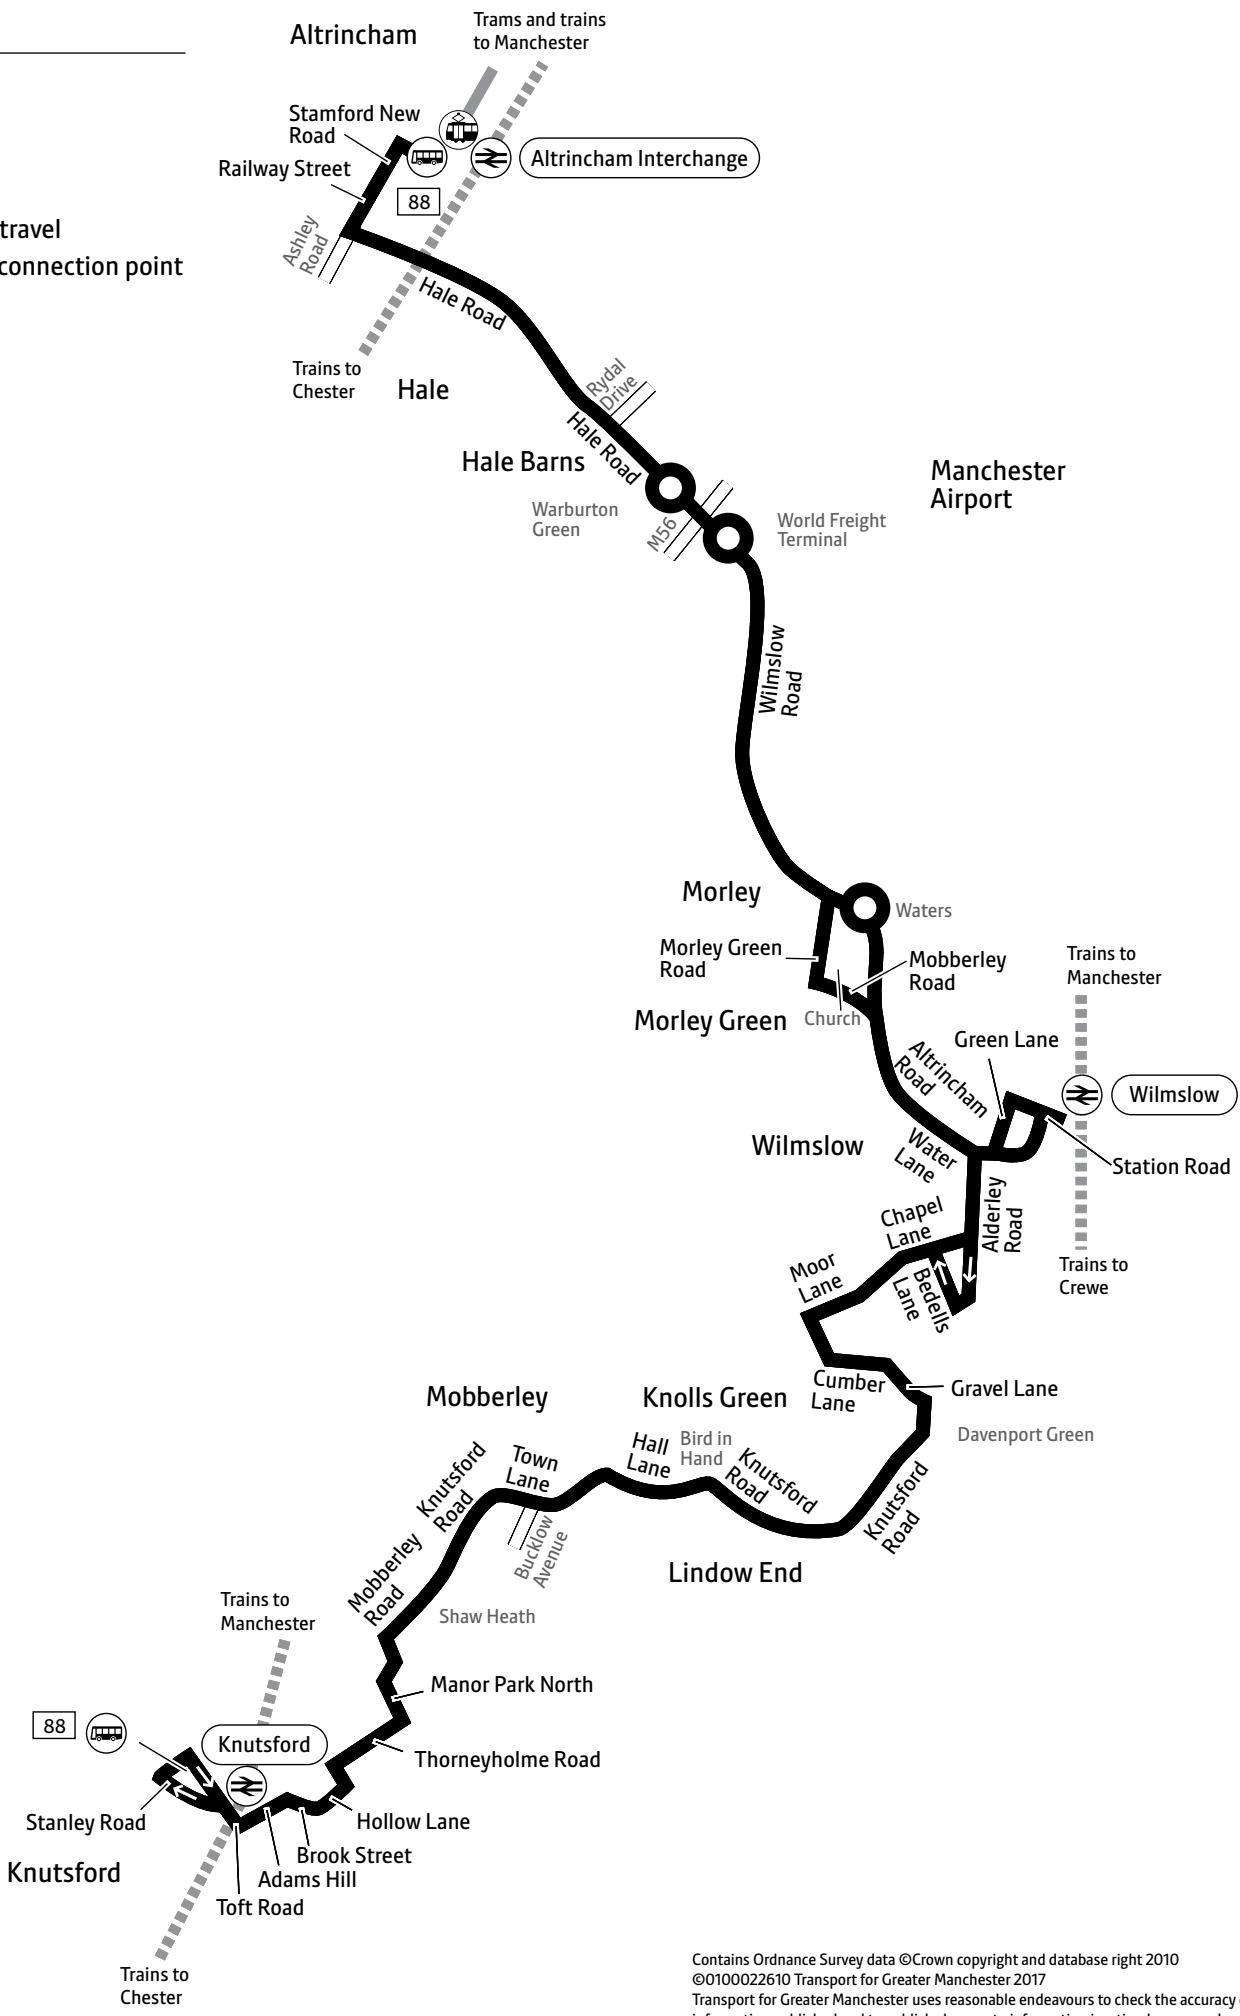 Altrincham
Trams and trains
to Manchester
Stamford New
Road
Railway Street
Altrincham Interchange
88
travel
connection point
Ashley
Road
Hale Road
Trains to
Chester
Hale
Rydal
Drive
Hale Road
Hale Barns
Manchester
Airport
Warburton
Green
M56
World Freight
Terminal
Wilmslow
Road
Morley
Waters
Morley Green
Road
Mobberley
Road
Trains to
Manchester
Morley Green
Church
Green Lane
Altrincham
Road
Wilmslow
Wilmslow
Water
Lane
Station Road
Alderley
Road
Chapel
Lane
Trains to
Crewe
Moor
Lane
Bedells
Lane
Cumber
Lane
Gravel Lane
Mobberley
Knolls Green
Davenport Green
Knutsford
Road
Town
Lane
Hall
Lane
Bird in
Hand
Knutsford
Road
Knutsford
Road
Bucklow
Avenue
Lindow End
Mobberley
Road
Trains to
Manchester
Shaw Heath
Manor Park North
88
Knutsford
Thorneyholme Road
Stanley Road
Hollow Lane
Brook Street
Knutsford
Adams Hill
Toft Road
Trains to
Chester
Contains Ordnance Survey data ©Crown copyright and database right 2010
©0100022610 Transport for Greater Manchester 2017
Transport for Greater Manchester uses reasonable endeavours to check the accuracy